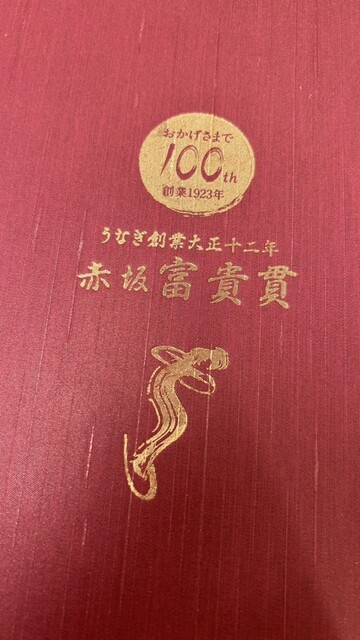 おかげさまで
100th
創業1923年
うなぎ創業大正十二年
赤坂富貴貫